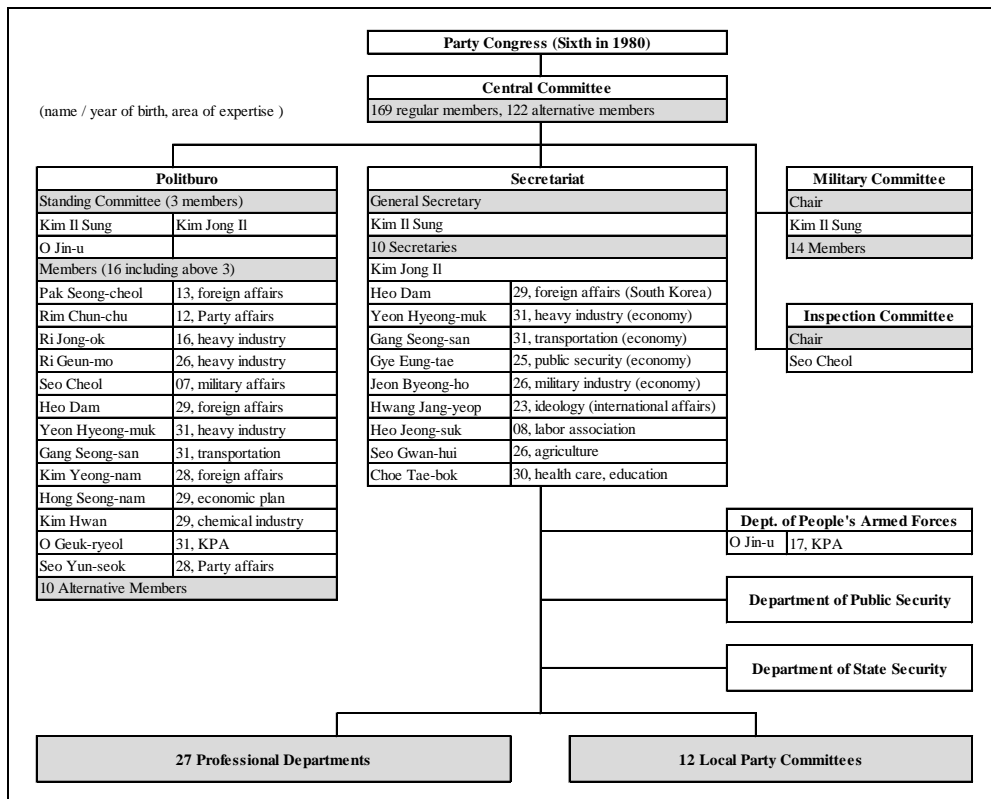 Party Congress (Sixth in 1980)
Central Committee
169 regular members, 122 alternative members
(name / year of birth, area of expertise )
Politburo
Standing Committee (3 members)
Kim Il Sung Kim Jong Il
O Jin-u
Members (16 including above 3)
Pak Seong-cheol 13, foreign affairs
Rim Chun-chu 12, Party affairs
Ri Jong-ok 16, heavy industry
Ri Geun-mo 26, heavy industry
Seo Cheol 07, military affairs
Heo Dam 29, foreign affairs
Yeon Hyeong-muk 31, heavy industry
Gang Seong-san 31, transportation
Kim Yeong-nam 28, foreign affairs
Hong Seong-nam 29, economic plan
Kim Hwan 29, chemical industry
O Geuk-ryeol 31, KPA
Seo Yun-seok 28, Party affairs
10 Alternative Members
Secretariat
General Secretary
Kim Il Sung
10 Secretaries
Kim Jong Il
Heo Dam 29, foreign affairs (South Korea)
Yeon Hyeong-muk 31, heavy industry (economy)
Gang Seong-san 31, transportation (economy)
Gye Eung-tae 25, public security (economy)
Jeon Byeong-ho 26, military industry (economy)
Hwang Jang-yeop 23, ideology (international affairs)
Heo Jeong-suk 08, labor association
Seo Gwan-hui 26, agriculture
Choe Tae-bok 30, health care, education
Military Committee
Chair
Kim Il Sung
14 Members
Inspection Committee
Chair
Seo Cheol
Dept. of People's Armed Forces
O Jin-u 17, KPA
Department of Public Security
Department of State Security
27 Professional Departments
12 Local Party Committees